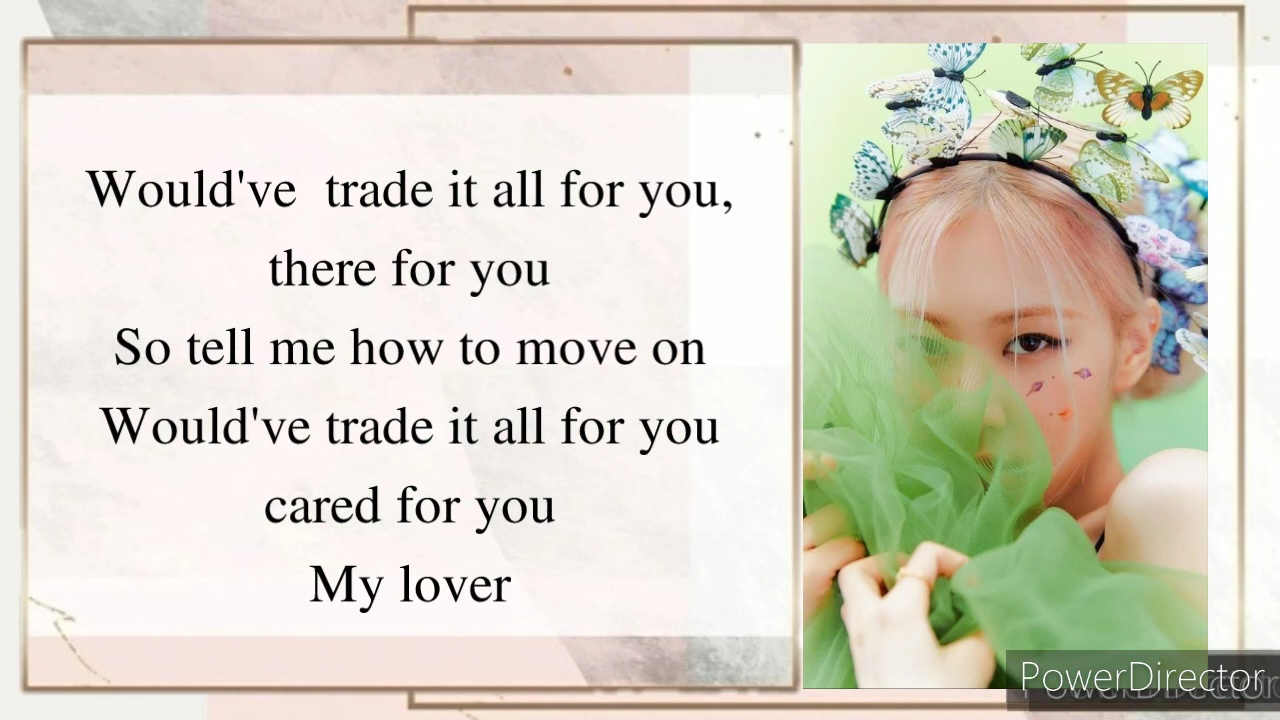 Would've  trade it all for you,
there for you
So tell me how to move on
Would've trade it all for you
cared for you
My lover
PowerDirector
PowerDirector